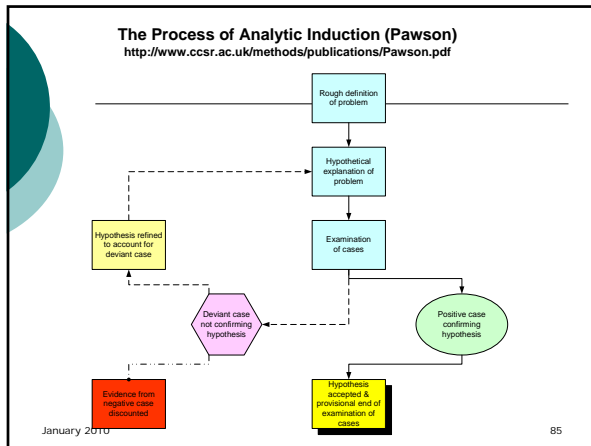 The Process of Analytic Induction (Pawson)
http://www.ccsr.ac.uk/methods/publications/Pawson.pdf
Rough definition
of problem
Hypothetical
explanation of
problem
Hypothesis refined
to account for
deviant case
Examination
of cases
Deviant case
not confirming
hypothesis
Positive case
confirming
hypothesis
Evidence from
negative case
discounted
Hypothesis
accepted &
provisional end of
examination of
cases
January 2010
85